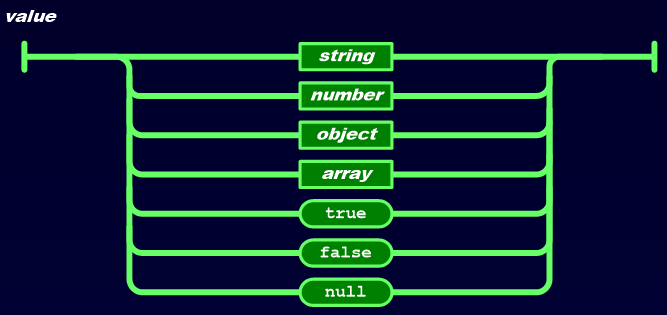 value
string
number
object
array
true
false
null